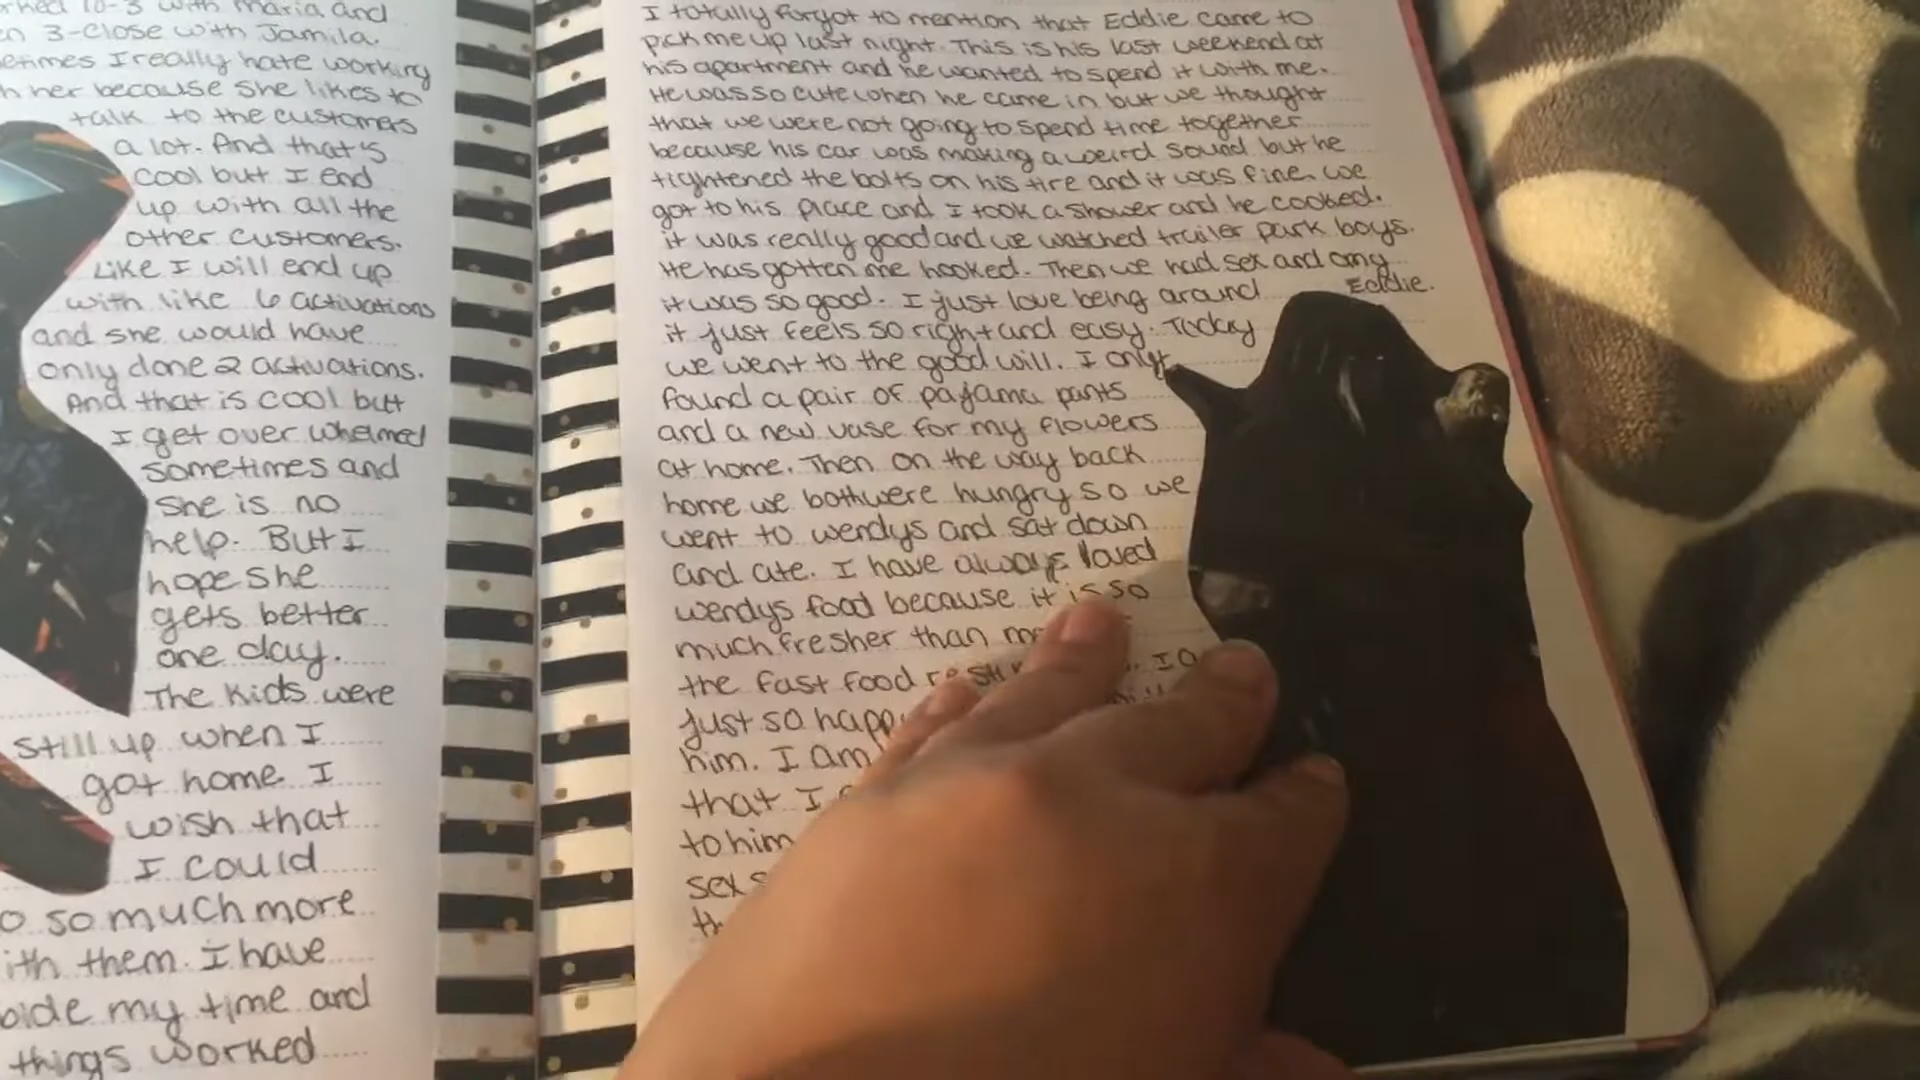 10-3 with Maria and
3-close with Jamila.
I really hate working
her because she likes to
talk to the customers
a lot. And that's
cool but I end
up with all the
other customers.
Like I will end up
with like 6 activations
and she would have
only done 2 activations.
And that is cool but
I get over whelmed
sometimes and
she is no
help. But I
hope she
gets better
one day.
The kids were
still up when I
got home. I
wish that
I could
so much more
them. I have
my time and
things worked
I totally forgot to mention that Eddie came to
pick me up last night. This is his last weekend at
his apartment and he wanted to spend it with me.
He was so cute when he came in but we thought
that we were not going to spend time together
because his car was making a weird sound but he
tightened the bolts on his tire and it was fine. we
got to his place and I took a shower and he cooked.
it was really good and we watched trailer park boys.
He has gotten me hooked. Then we had sex and omg
it was so good. I just love being around Eddie.
it just feels so right and easy. Today
we went to the good will. I only
found a pair of pajama pants
and a new vase for my flowers
at home. Then on the way back
home we both were hungry so we
went to wendys and sat down
and ate. I have always loved
wendys food because it is so
much fresher than
the fast food
just so
him. I am
that I
to him
sex